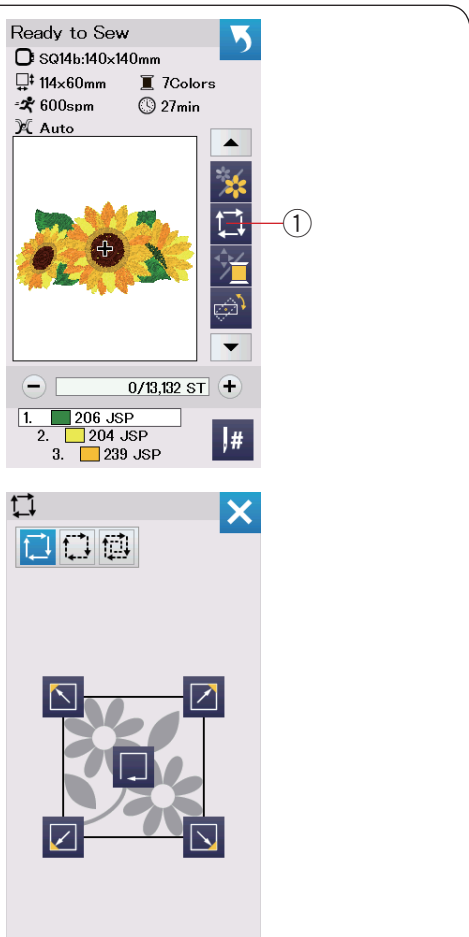 Ready to Sew
SQ14b:140x140mm
114x60mm 7Colors
600spm 27min
Auto
①
0/13,132 ST
1. 206 JSP
2. 204 JSP
3. 239 JSP
#